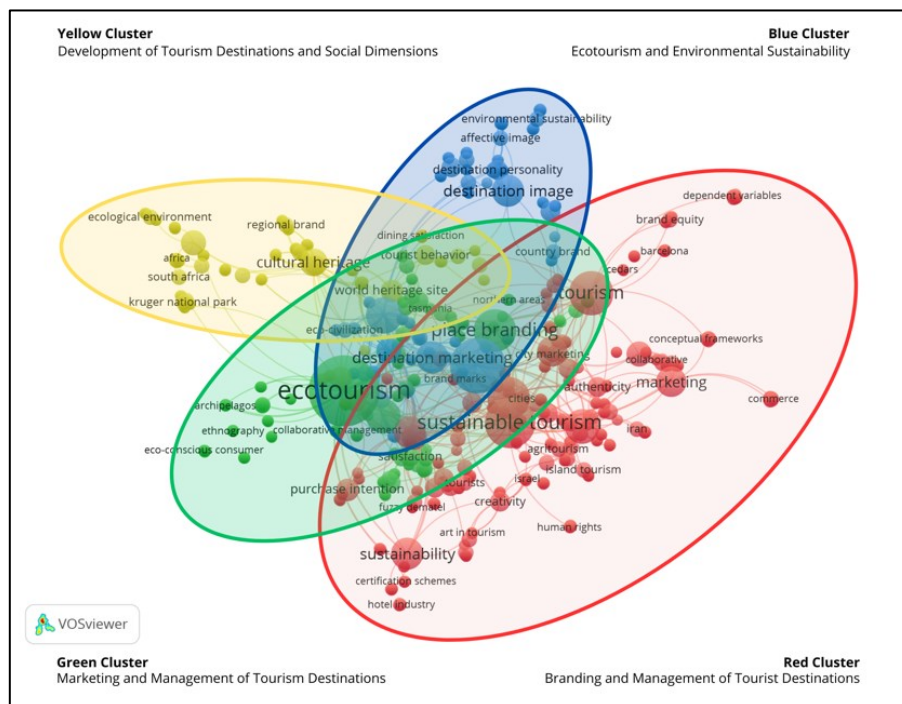 Yellow Cluster
Development of Tourism Destinations and Social Dimensions
Blue Cluster
Ecotourism and Environmental Sustainability
environmental sustainability
affective image
destination personality
destination image
dependent variables
ecological environment
regional brand
brand equity
dining satisfaction
tourist behavior
country brand
barcelona
africa
cultural heritage
cedars
south africa
world heritage site
tourism
kruger national park
tasmania
northern areas
eco-civilization
place branding
conceptual frameworks
destination marketing
city marketing
collaborative
brand marks
marketing
ecotourism
authenticity
cities
commerce
archipelagos
sustainable tourism
ethnography
collaborative management
iran
eco-conscious consumer
satisfaction
agritourism
island tourism
israel
purchase intention
tourists
fuzzy dematel
creativity
human rights
art in tourism
sustainability
certification schemes
hotel industry
VOSviewer
Green Cluster
Marketing and Management of Tourism Destinations
Red Cluster
Branding and Management of Tourist Destinations